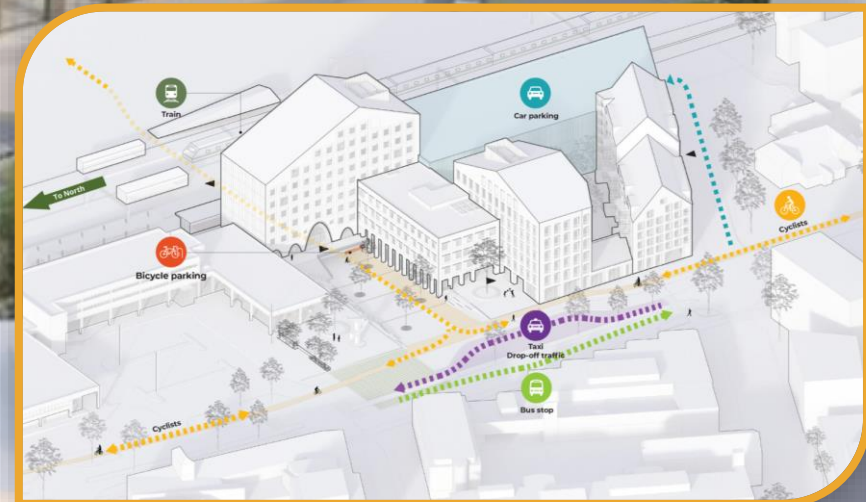 Train
Car parking
To North
Cyclists
Bicycle parking
Taxi
Drop-off traffic
Bus stop
Cyclists